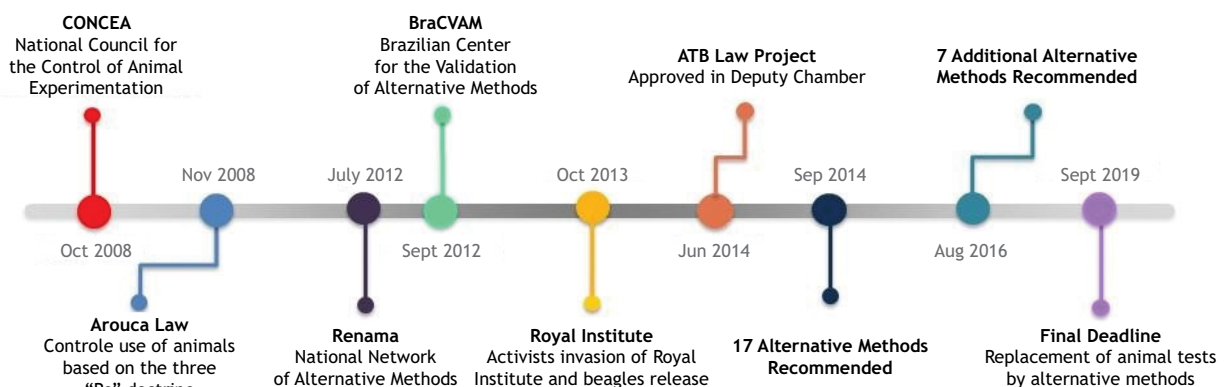 CONCEA
National Council for
the Control of Animal
Experimentation
BraCVAM
Brazilian Center
for the Validation
of Alternative Methods
ATB Law Project
Approved in Deputy Chamber
7 Additional Alternative
Methods Recommended
Nov 2008
July 2012
Oct 2013
Sep 2014
Sept 2019
Oct 2008
Sept 2012
Jun 2014
Aug 2016
Arouca Law
Controle use of animals
based on the three
“Rs” doctrine
Renama
National Network
of Alternative Methods
Royal Institute
Activists invasion of Royal
Institute and beagles release
17 Alternative Methods
Recommended
Final Deadline
Replacement of animal tests
by alternative methods